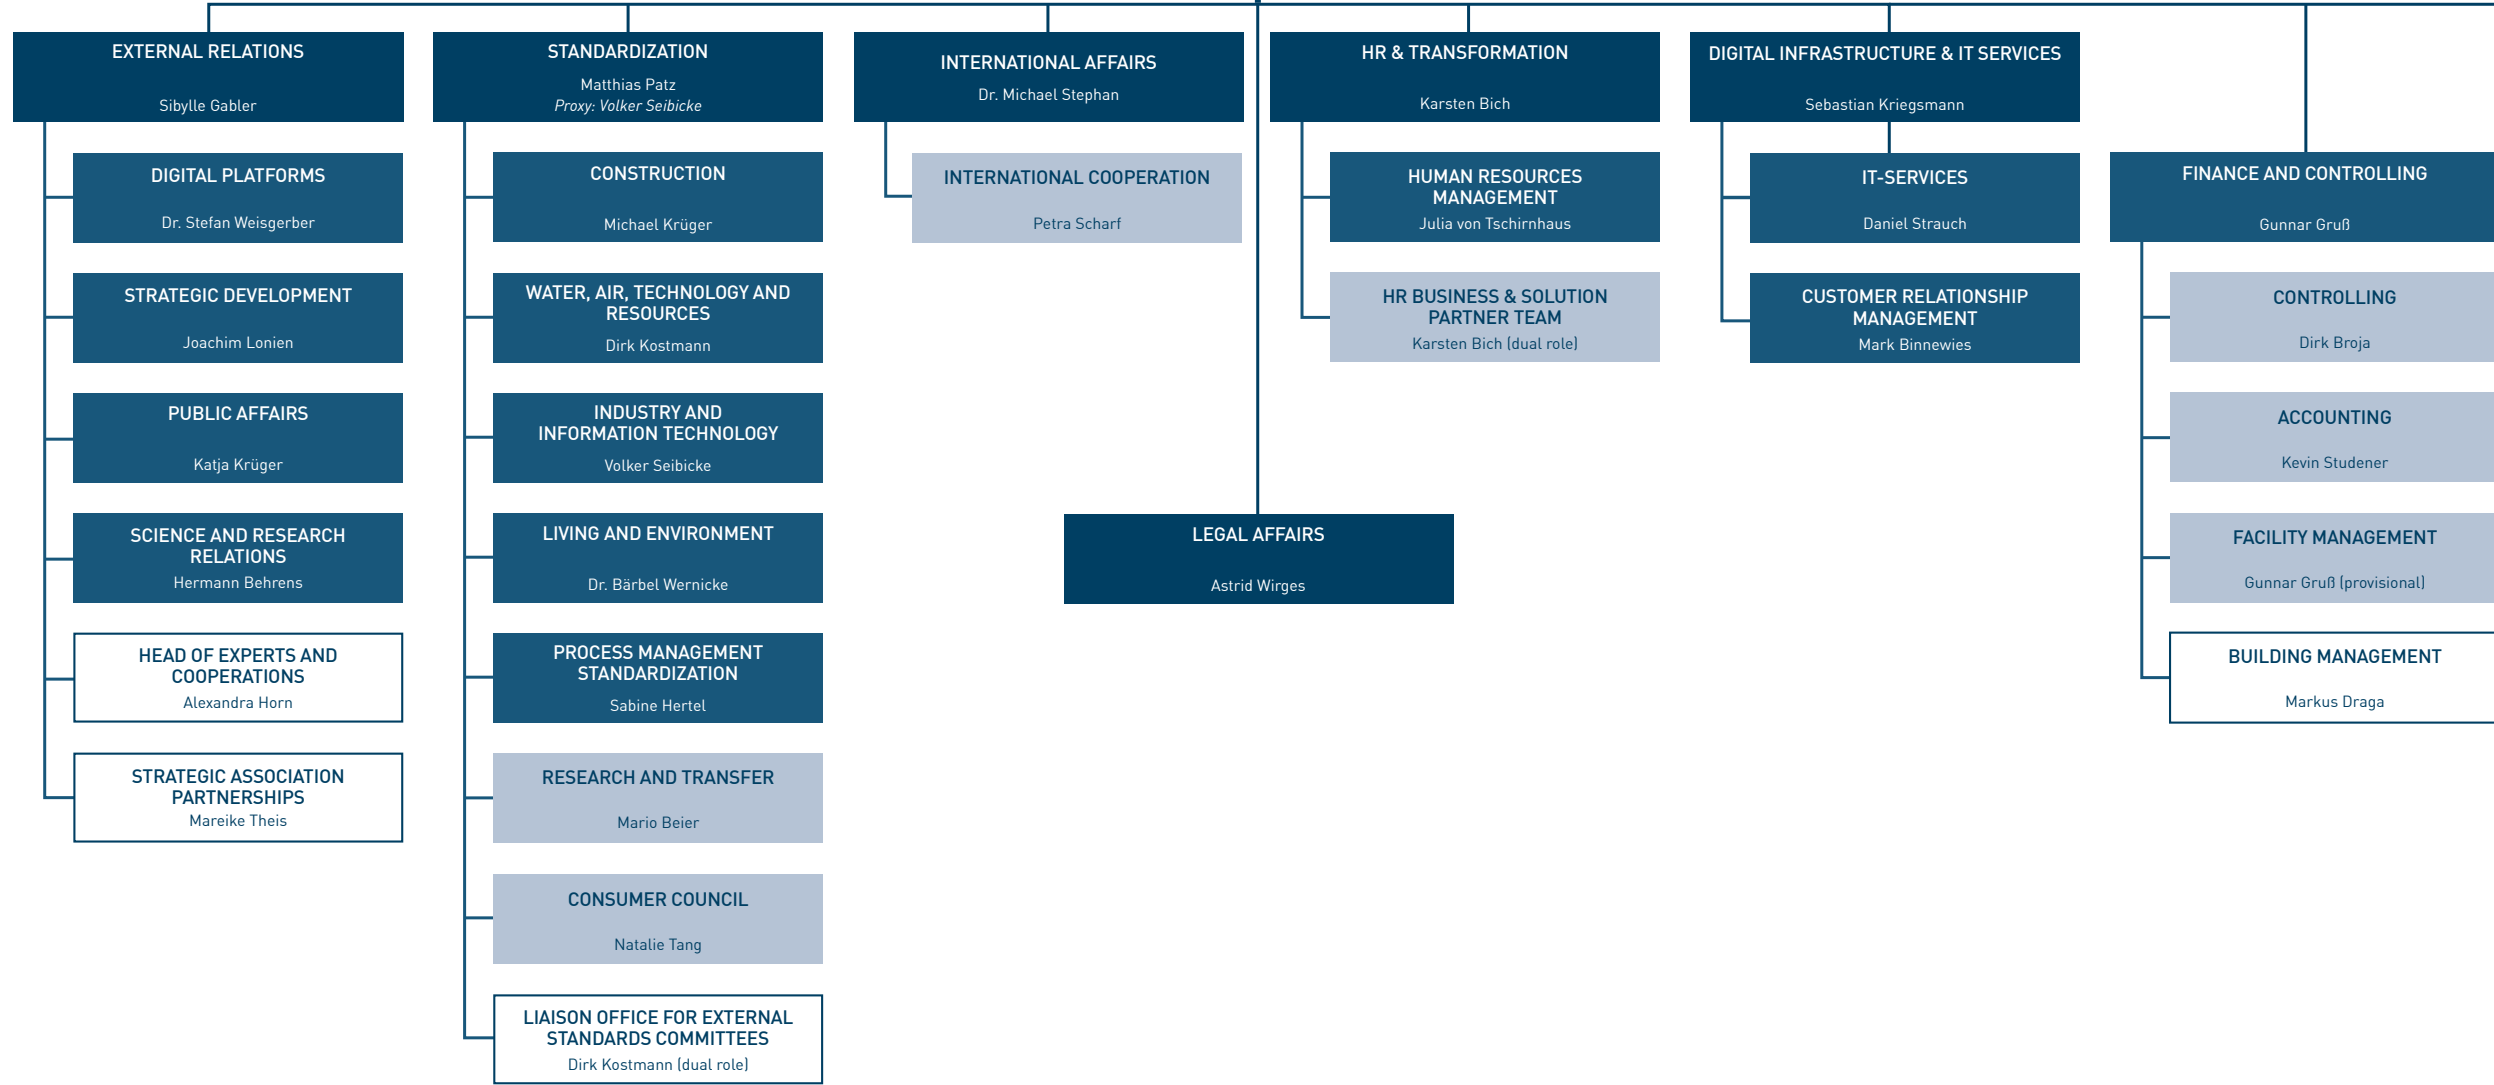 EXTERNAL RELATIONS
Sibylle Gabler
DIGITAL PLATFORMS
Dr. Stefan Weisgerber
STRATEGIC DEVELOPMENT
Joachim Lonien
PUBLIC AFFAIRS
Katja Krüger
SCIENCE AND RESEARCH
RELATIONS
Hermann Behrens
HEAD OF EXPERTS AND
COOPERATIONS
Alexandra Horn
STRATEGIC ASSOCIATION
PARTNERSHIPS
Mareike Theis
STANDARDIZATION
Matthias Patz
Proxy: Volker Seibicke
CONSTRUCTION
Michael Krüger
WATER, AIR, TECHNOLOGY AND
RESOURCES
Dirk Kostmann
INDUSTRY AND
INFORMATION TECHNOLOGY
Volker Seibicke
LIVING AND ENVIRONMENT
Dr. Bärbel Wernicke
PROCESS MANAGEMENT
STANDARDIZATION
Sabine Hertel
RESEARCH AND TRANSFER
Mario Beier
CONSUMER COUNCIL
Natalie Tang
LIAISON OFFICE FOR EXTERNAL
STANDARDS COMMITTEES
Dirk Kostmann (dual role)
INTERNATIONAL AFFAIRS
Dr. Michael Stephan
INTERNATIONAL COOPERATION
Petra Scharf
LEGAL AFFAIRS
Astrid Wirges
HR & TRANSFORMATION
Karsten Bich
HUMAN RESOURCES
MANAGEMENT
Julia von Tschirnhaus
HR BUSINESS & SOLUTION
PARTNER TEAM
Karsten Bich (dual role)
DIGITAL INFRASTRUCTURE & IT SERVICES
Sebastian Kriegsmann
IT-SERVICES
Daniel Strauch
CUSTOMER RELATIONSHIP
MANAGEMENT
Mark Binnewies
FINANCE AND CONTROLLING
Gunnar Gruß
CONTROLLING
Dirk Broja
ACCOUNTING
Kevin Studener
FACILITY MANAGEMENT
Gunnar Gruß (provisional)
BUILDING MANAGEMENT
Markus Draga